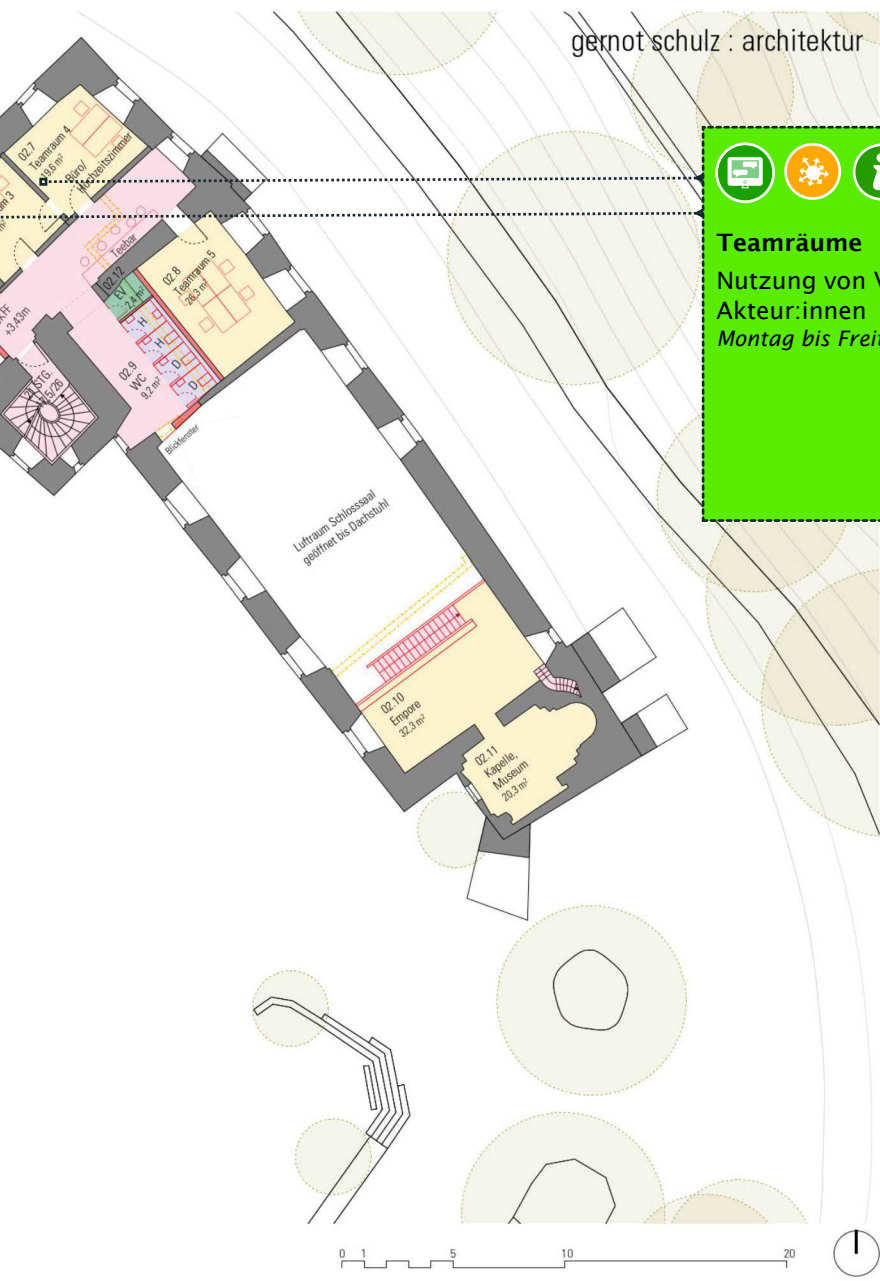 gernot schulz : architektur
Teamräume
Nutzung von
Akteur:innen
Montag bis Freit
02.7
Teamraum 4
19,6 m²
Büro/
Hochzeitszimmer
Teebar
02.12
EV
2,4 m²
02.8
Teamraum 5
26,3 m²
+3,43m
H
H
D
D
02.9
WC
9,2 m²
Blickfenster
Luftraum Schlosssaal
geöffnet bis Dachstuhl
02.10
Empore
32,3 m²
02.11
Kapelle,
Museum
20,3 m²
0 1 5 10 20